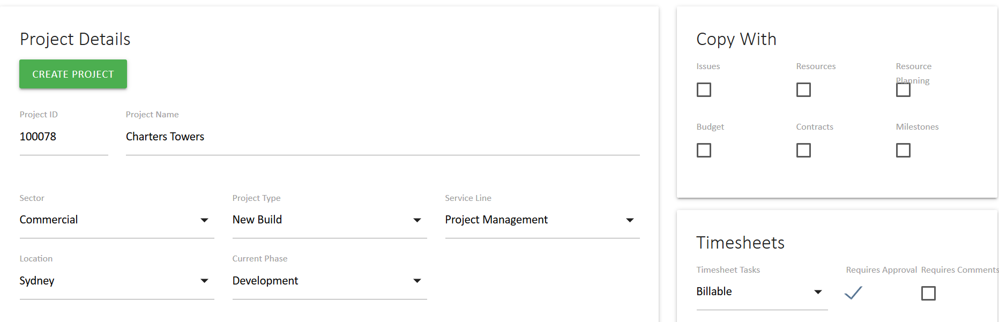 Project Details
CREATE PROJECT
Project ID
Project Name
100078
Charters Towers
Sector
Project Type
Service Line
Commercial
New Build
Project Management
Location
Current Phase
Sydney
Development
Copy With
Issues
Resources
Resource
Planning
Budget
Contracts
Milestones
Timesheets
Timesheet Tasks
Requires Approval
Requires Comments
Billable